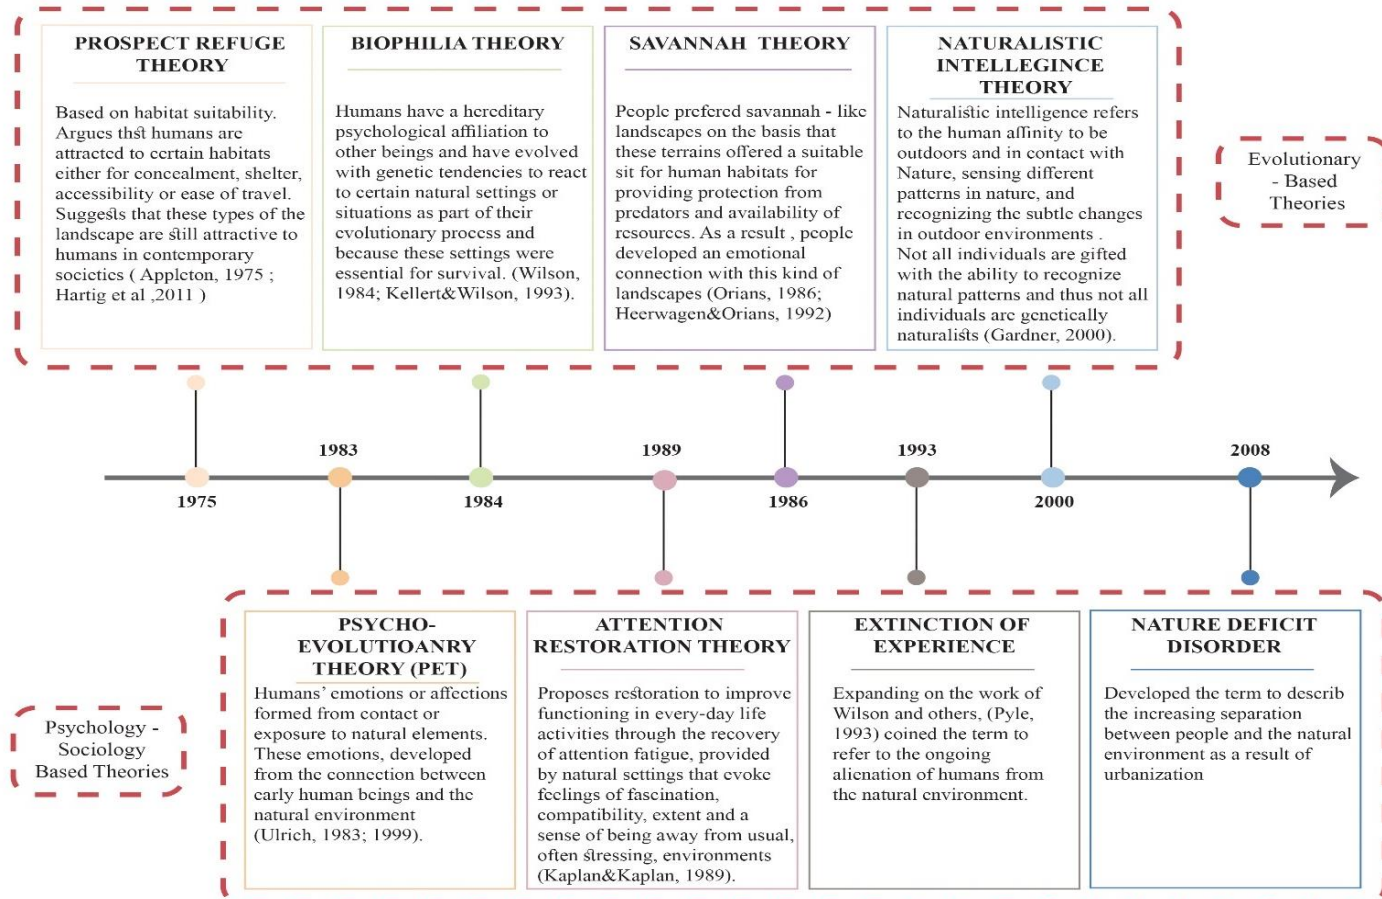 PROSPECT REFUGE
THEORY
Based on habitat suitability.
Argues thst humans are
attracted to certain habitats
either for concealment, shelter,
accessibility or ease of travel.
Suggests that these types of the
landscape are still attractive to
humans in contemporary
societies ( Appleton, 1975 ;
Hartig et al ,2011 )
BIOPHILIA THEORY
Humans have a hereditary
psychological affiliation to
other beings and have evolved
with genetic tendencies to react
to certain natural settings or
situations as part of their
evolutionary process and
because these settings were
essential for survival. (Wilson,
1984; Kellert&Wilson, 1993).
SAVANNAH THEORY
People prefered savannah - like
landscapes on the basis that
these terrains offered a suitable
sit for human habitats for
providing protection from
predators and availability of
resources. As a result , people
developed an emotional
connection with this kind of
landscapes (Orians, 1986;
Heerwagen&Orians, 1992)
NATURALISTIC
INTELLEGINCE
THEORY
Naturalistic intelligence refers
to the human affinity to be
outdoors and in contact with
Nature, sensing different
patterns in nature, and
recognizing the subtle changes
in outdoor environments .
Not all individuals are gifted
with the ability to recognize
natural patterns and thus not all
individuals are genetically
naturalists (Gardner, 2000).
Evolutionary
- Based
Theories
1983
1989
1993
2008
1975
1984
1986
2000
Psychology -
Sociology
Based Theories
PSYCHO-
EVOLUTIOANRY
THEORY (PET)
Humans' emotions or affections
formed from contact or
exposure to natural elements.
These emotions, developed
from the connection between
early human beings and the
natural environment
(Ulrich, 1983; 1999).
ATTENTION
RESTORATION THEORY
Proposes restoration to improve
functioning in every-day life
activities through the recovery
of attention fatigue, provided
by natural settings that evoke
feelings of fascination,
compatibility, extent and a
sense of being away from usual,
often stressing, environments
(Kaplan&Kaplan, 1989).
EXTINCTION OF
EXPERIENCE
Expanding on the work of
Wilson and others, (Pyle,
1993) coined the term to
refer to the ongoing
alienation of humans from
the natural environment.
NATURE DEFICIT
DISORDER
Developed the term to describ
the increasing separation
between people and the natural
environment as a result of
urbanization